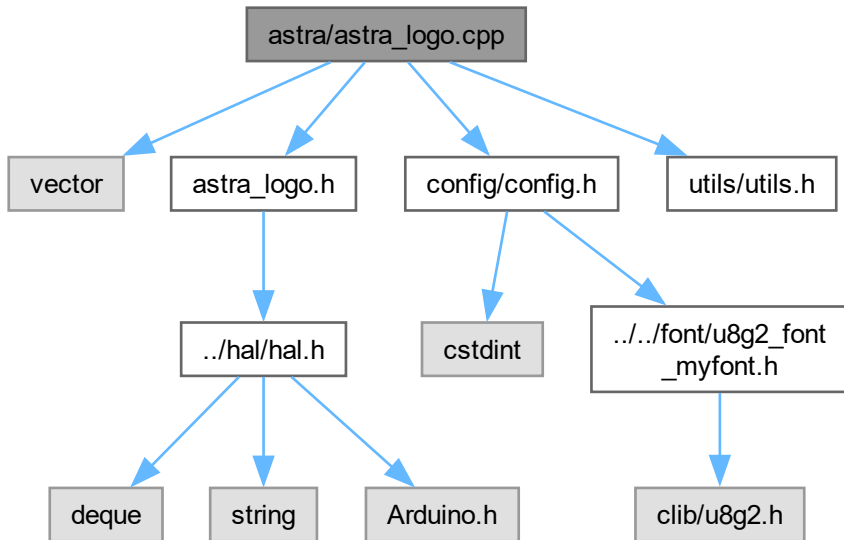 astra/astra_logo.cpp
vector
astra_logo.h
config/config.h
utils/utils.h
../hal/hal.h
cstdint
../../font/u8g2_font
_myfont.h
deque
string
Arduino.h
clib/u8g2.h